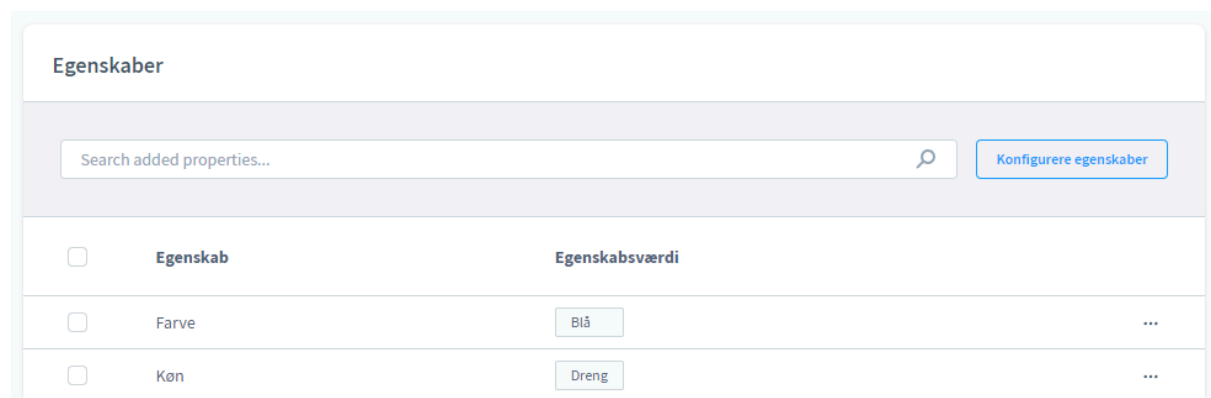 Egenskaber
Search added properties... Konfigurere egenskaber
Egenskab Egenskabsværdi
Farve Blå ...
Køn Dreng ...